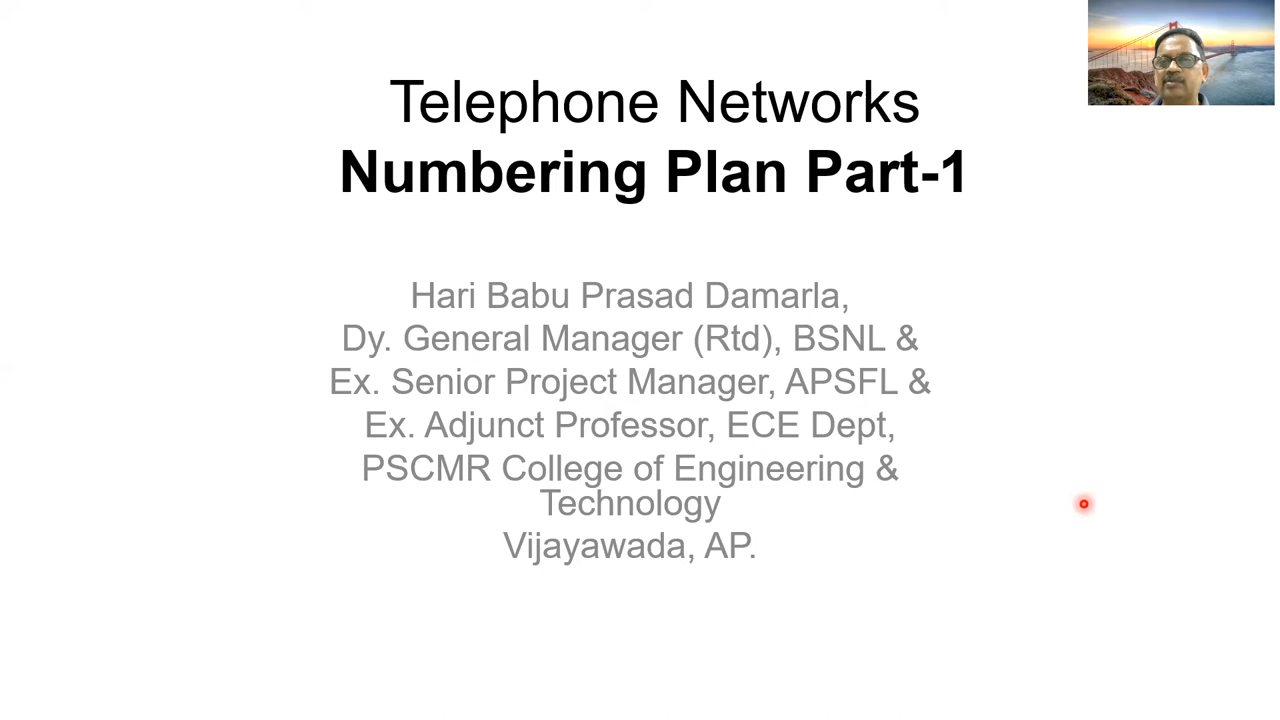 Telephone Networks
Numbering Plan Part-1
Hari Babu Prasad Damarla,
Dy. General Manager (Rtd), BSNL &
Ex. Senior Project Manager, APSFL &
Ex. Adjunct Professor, ECE Dept,
PSCMR College of Engineering &
Technology
Vijayawada, AP.